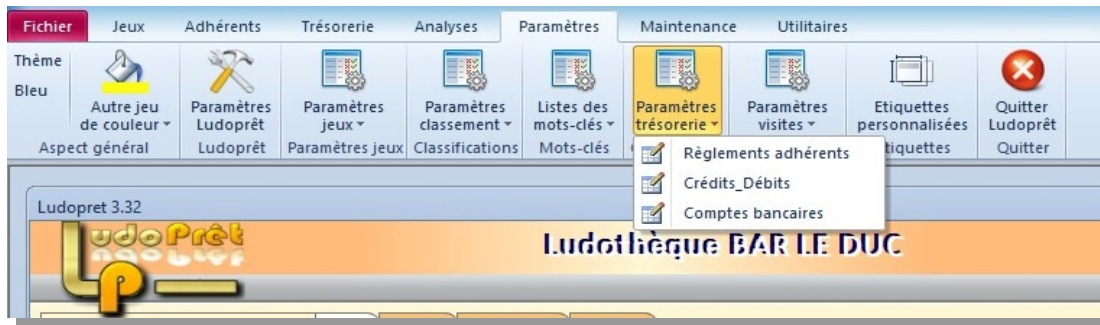 Fichier Jeux Adhérents Trésorerie Analyses Paramètres Maintenance Utilitaires
Thème
Bleu
Autre jeu
de couleur
Paramètres
Ludoprêt
Paramètres
jeux
Paramètres
classement
Listes des
mots-clés
Paramètres
trésorerie
Paramètres
visites
Etiquettes
personnalisées
Quitter
Ludoprêt
Aspect général Ludoprêt Paramètres jeux Classifications Mots-clés tiquettes Quitter
Règlements adhérents
Crédits_Débits
Comptes bancaires
Ludopret 3.32
LudoPrêt
LP
Ludothèque BAR LE DUC